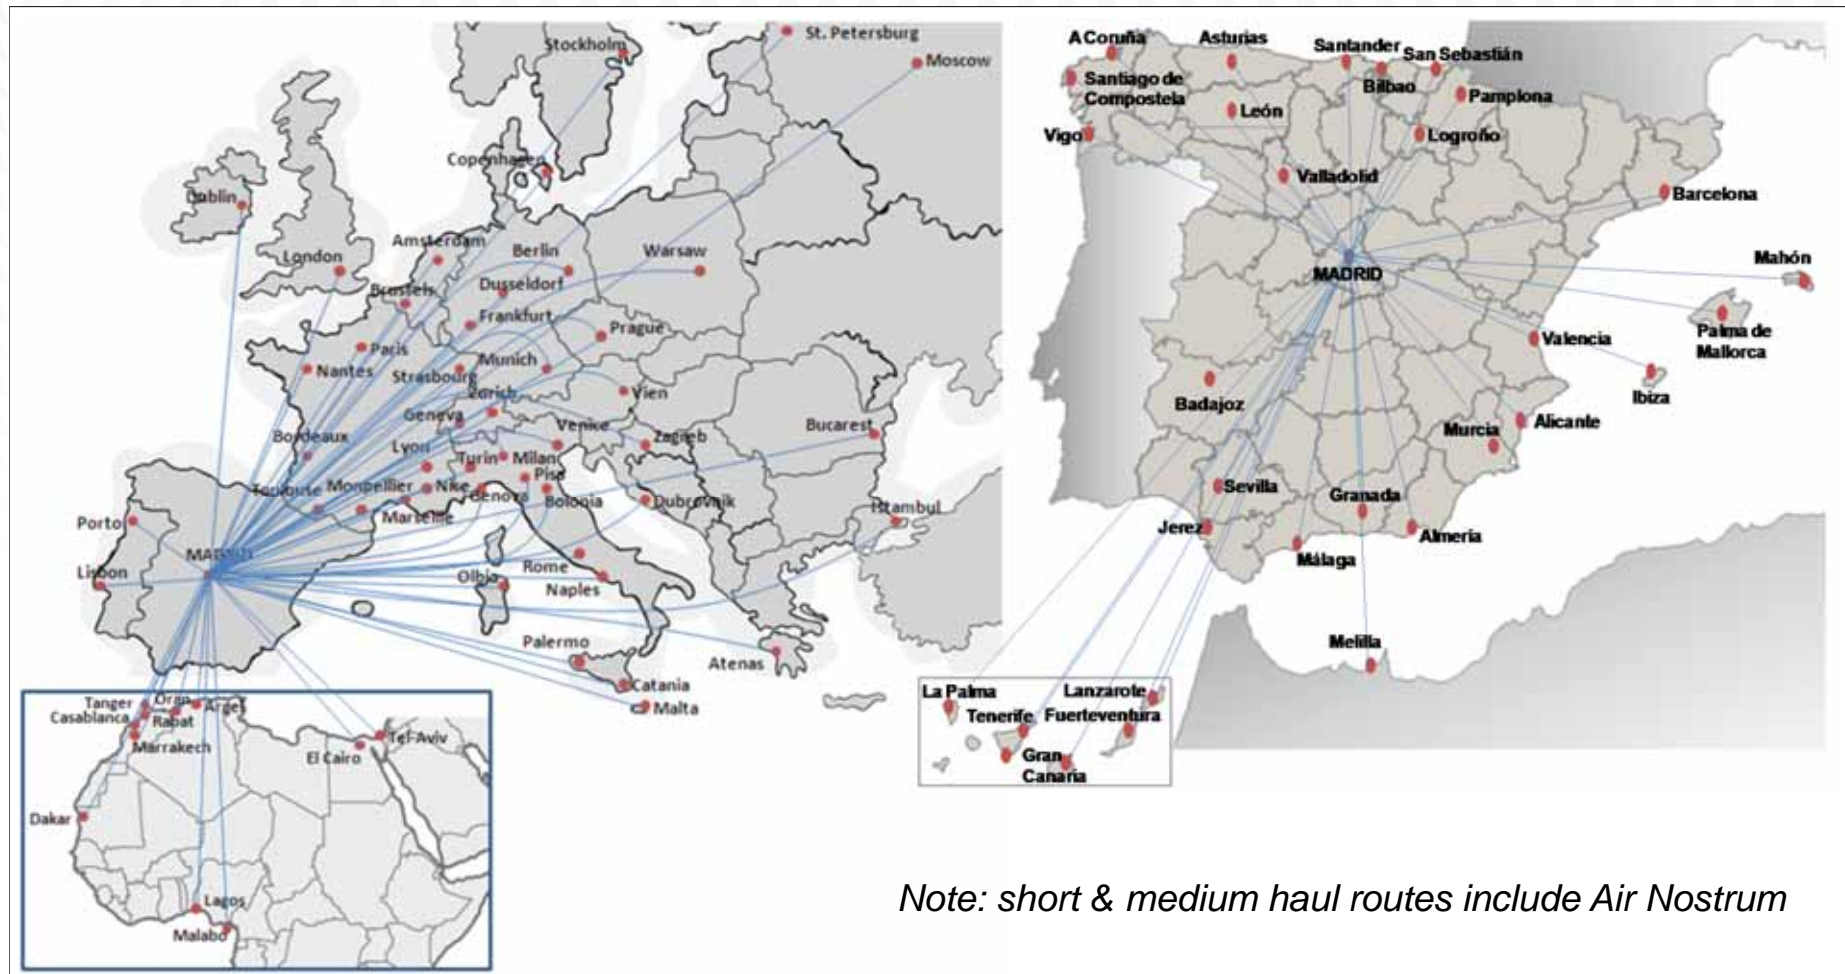 Stockholm
St. Petersburg
Moscow
Copenhagen
Dublin
Amsterdam
London
Berlin
Warsaw
Brussels
Dusseldorf
Frankfurt
Prague
Paris
Munich
Nantes
Strasbourg
Zurich
Vien
Geneva
Bordeaux
Venice
Zagreb
Bucarest
Lyon
Turin
Milan
Pisa
Toulouse
Monpellier
Nice
Genova
Bolonia
Dubrovnik
Istambul
Marseille
Porto
MADRID
Lisbon
Rome
Olbia
Naples
Palermo
Atenas
Catania
Malta
Tanger
Oran
Argel
Casablanca
Rabat
Marrakech
El Cairo
Tel-Aviv
Dakar
Lagos
Malabo
A Coruña
Asturias
Santander
San Sebastián
Santiago de
Compostela
Bilbao
Pamplona
León
Vigo
Logroño
Valladolid
Barcelona
MADRID
Mahón
Palma de
Mallorca
Valencia
Ibiza
Badajoz
Alicante
Murcia
Sevilla
Granada
Jerez
Almería
Málaga
Melilla
La Palma
Lanzarote
Tenerife
Fuerteventura
Gran
Canaria
Note: short & medium haul routes include Air Nostrum